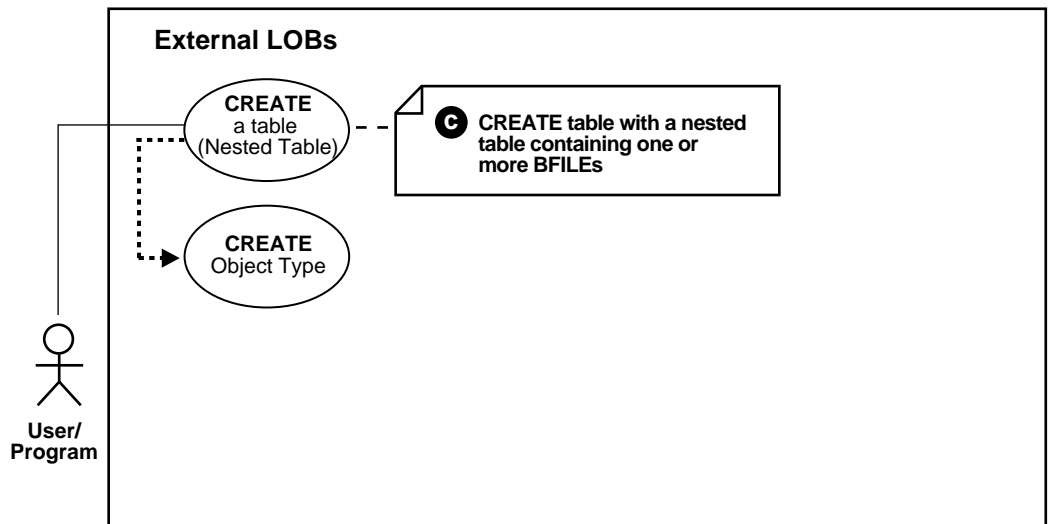 External LOBs
CREATE
a table
(Nested Table)
C CREATE table with a nested
table containing one or
more BFILEs
CREATE
Object Type
User/
Program